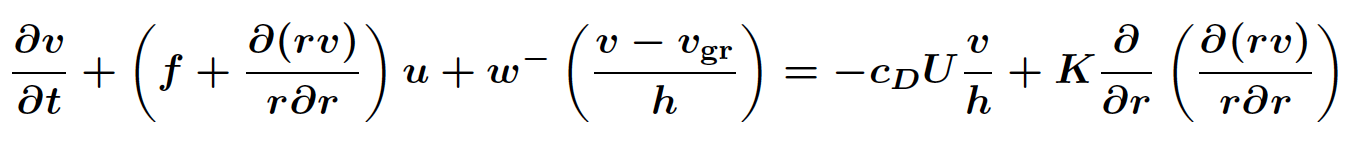 ∂v/∂t + (f + ∂(rv)/r∂r) u + w⁻ ((v − v_gr)/h) = −c_D U v/h + K ∂/∂r (∂(rv)/r∂r)